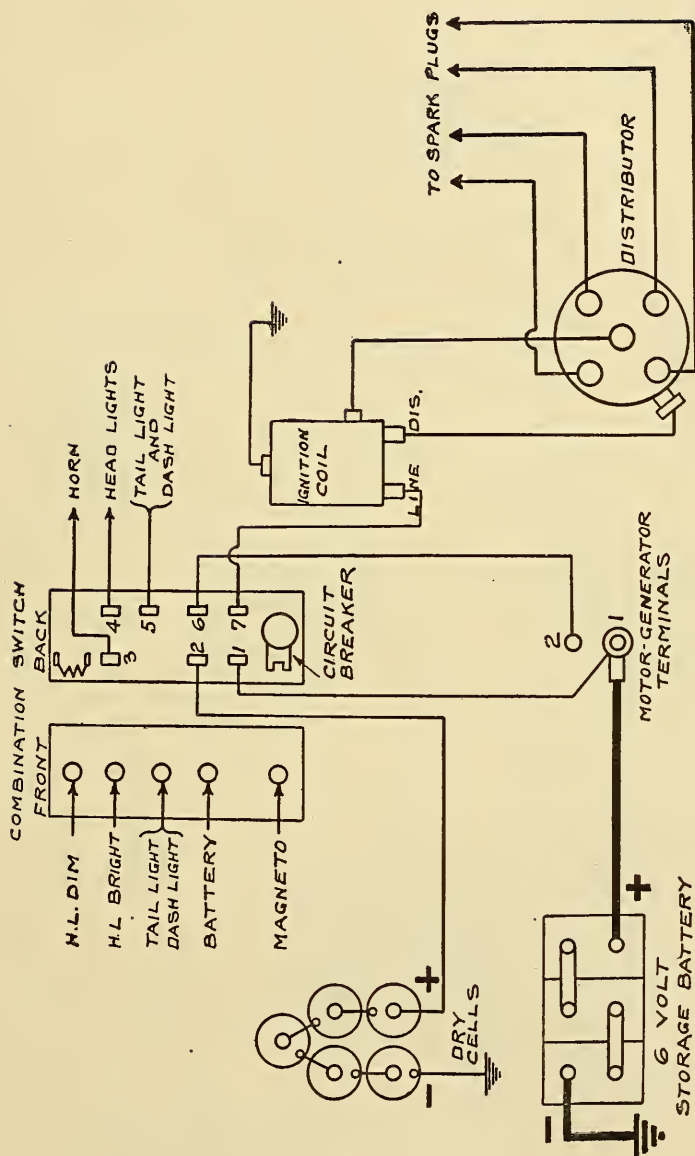 COMBINATION SWITCH
FRONT
BACK
H.L. DIM
H.L BRIGHT
TAIL LIGHT
DASH LIGHT
BATTERY
MAGNETO
HORN
HEAD LIGHTS
TAIL LIGHT
AND
DASH LIGHT
3
4
5
2
6
1
7
CIRCUIT
BREAKER
IGNITION
COIL
LINE
DIS.
TO SPARK PLUGS
DISTRIBUTOR
DRY
CELLS
+
−
2
1
MOTOR-GENERATOR
TERMINALS
+
−
6 VOLT
STORAGE BATTERY